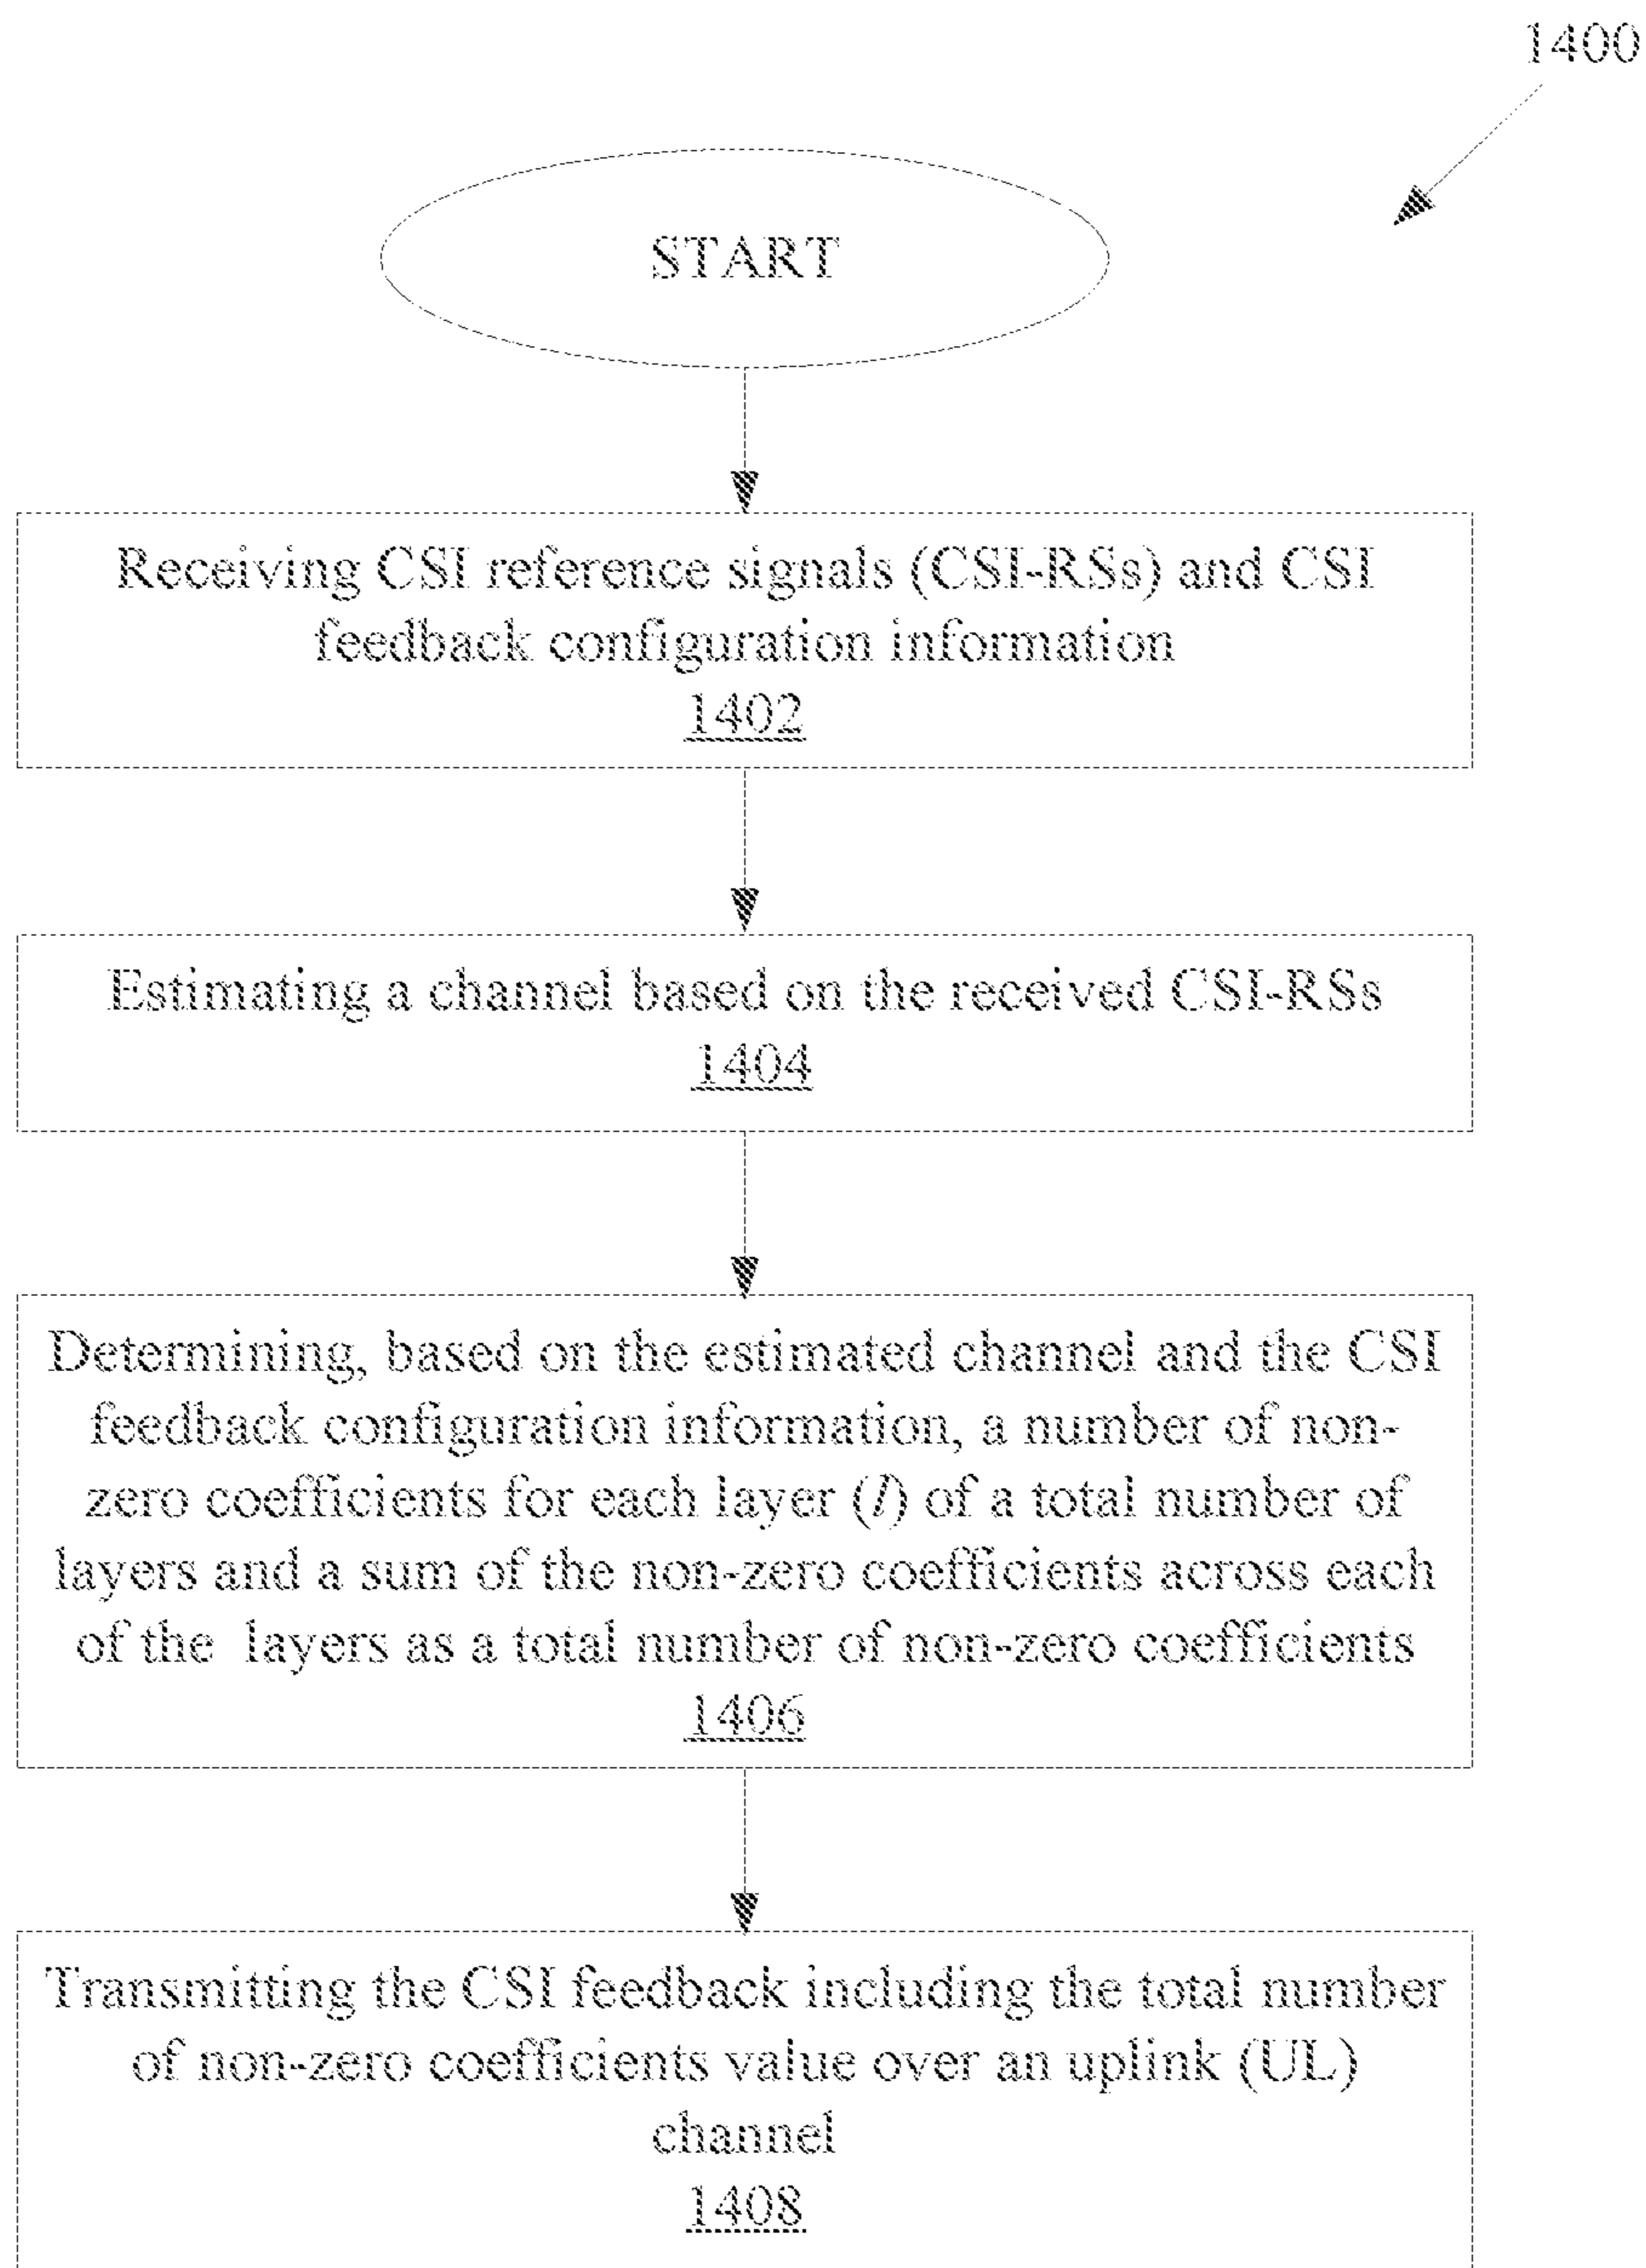 1400
START
Receiving CSI reference signals (CSI-RSs) and CSI
feedback configuration information
1402
Estimating a channel based on the received CSI-RSs
1404
Determining, based on the estimated channel and the CSI
feedback configuration information, a number of non-
zero coefficients for each layer (l) of a total number of
layers and a sum of the non-zero coefficients across each
of the layers as a total number of non-zero coefficients
1406
Transmitting the CSI feedback including the total number
of non-zero coefficients value over an uplink (UL)
channel
1408